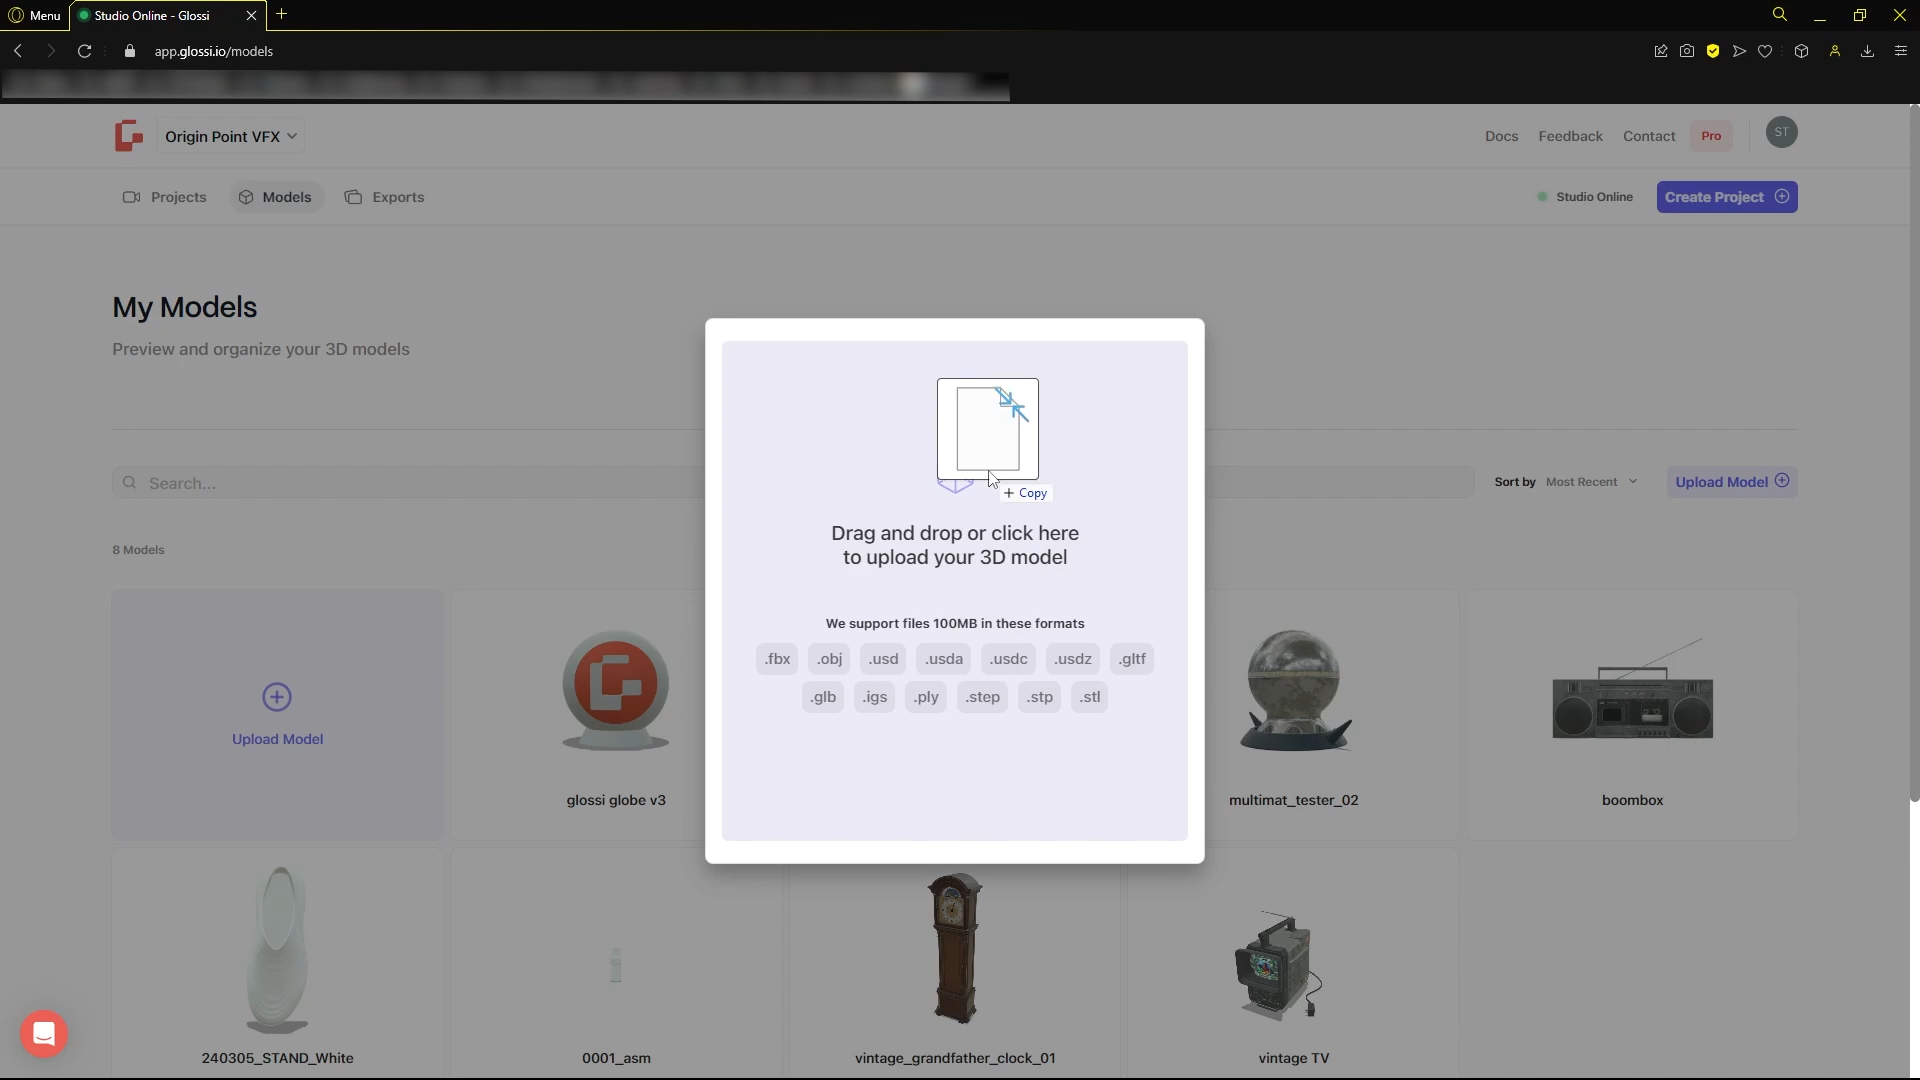 Menu
Studio Online - Glossi
app.glossi.io/models
Origin Point VFX
Docs
Feedback
Contact
Pro
ST
Projects
Models
Exports
Studio Online
Create Project
My Models
Preview and organize your 3D models
Search...
Sort by Most Recent
Upload Model
8 Models
Copy
Drag and drop or click here
to upload your 3D model
We support files 100MB in these formats
.fbx .obj .usd .usda .usdc .usdz .gltf
.glb .igs .ply .step .stp .stl
Upload Model
glossi globe v3
multimat_tester_02
boombox
240305_STAND_White
0001_asm
vintage_grandfather_clock_01
vintage TV